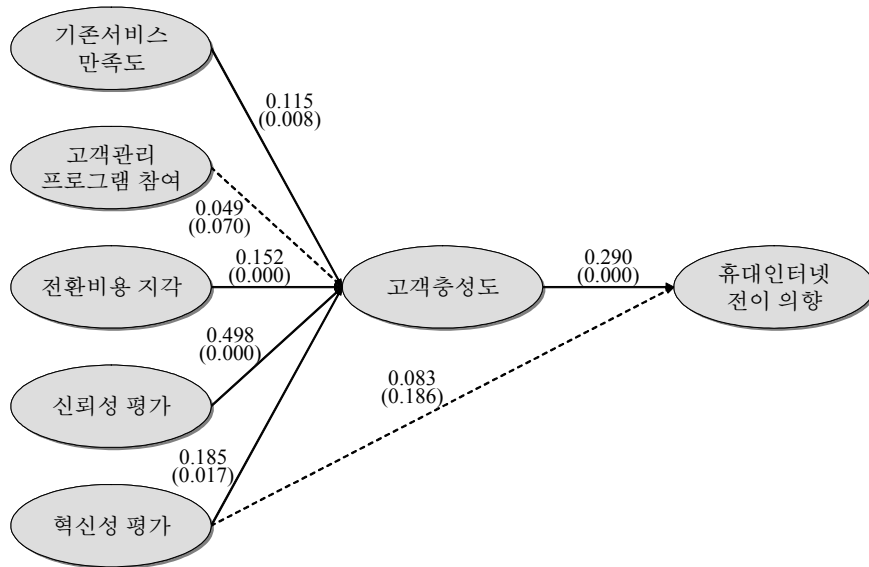 기존서비스
만족도
0.115
(0.008)
고객관리
프로그램 참여
0.049
(0.070)
전환비용 지각
0.152
(0.000)
고객충성도
0.290
(0.000)
휴대인터넷
전이 의향
0.498
(0.000)
신뢰성 평가
0.083
(0.186)
0.185
(0.017)
혁신성 평가